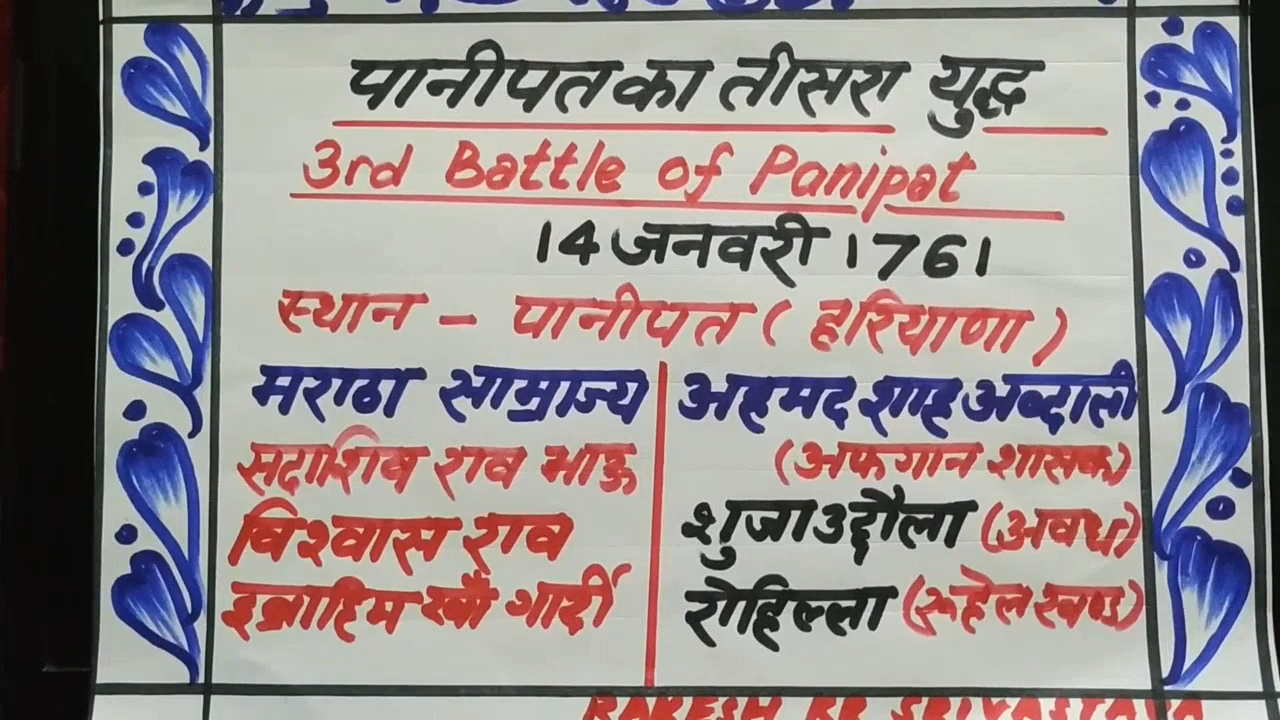 पानीपत का तीसरा युद्ध
3rd Battle of Panipat
14 जनवरी 1761
स्थान - पानीपत ( हरियाणा )
मराठा साम्राज्य
सदाशिव राव भाऊ
विश्वास राव
इब्राहिम खाँ गार्दी
अहमद शाह अब्दाली
(अफगान शासक)
शुजाउद्दौला (अवध)
रोहिल्ला (रूहेलखण्ड)
RAKESH KR SRIVASTAVA